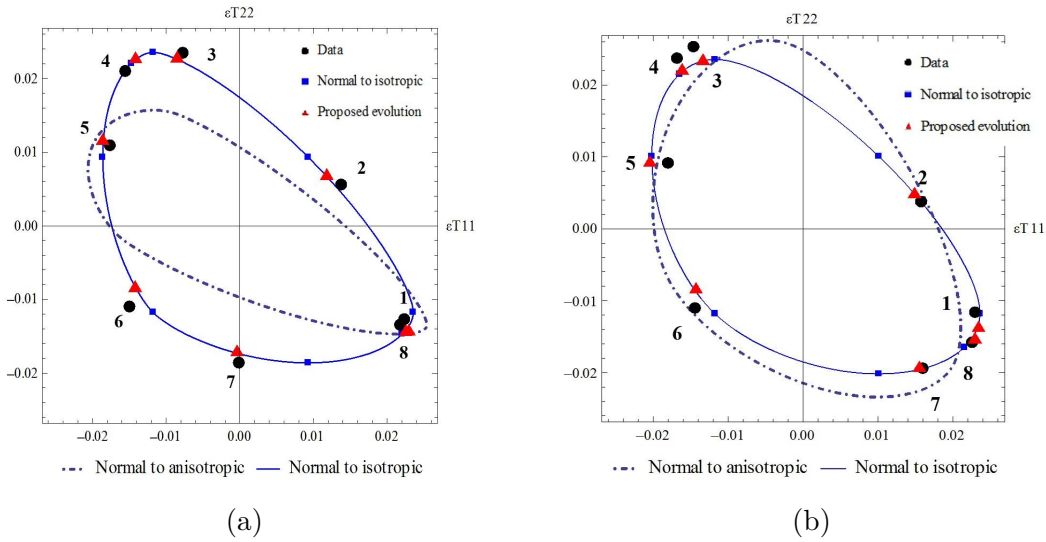 εT22
Data
Normal to isotropic
Proposed evolution
0.02
0.01
0.00
−0.01
−0.02
εT11
4
3
5
2
1
6
8
7
−0.02
−0.01
0.00
0.01
0.02
Normal to anisotropic
Normal to isotropic
(a)
εT22
Data
Normal to isotropic
Proposed evolution
0.02
0.01
0.00
−0.01
−0.02
εT11
4
3
5
2
1
6
8
7
−0.02
−0.01
0.00
0.01
0.02
Normal to anisotropic
Normal to isotropic
(b)